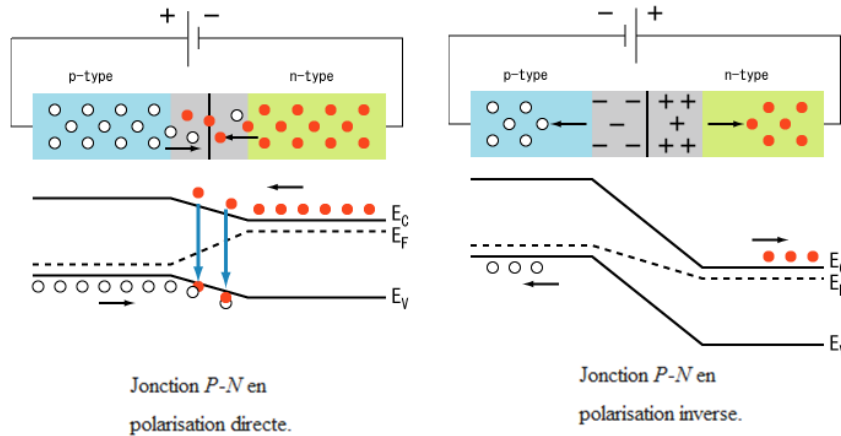 + −
p-type n-type
E_C
E_F
E_V
Jonction P-N en
polarisation directe.
− +
p-type n-type
− − + +
− +
− − + +
Jonction P-N en
polarisation inverse.